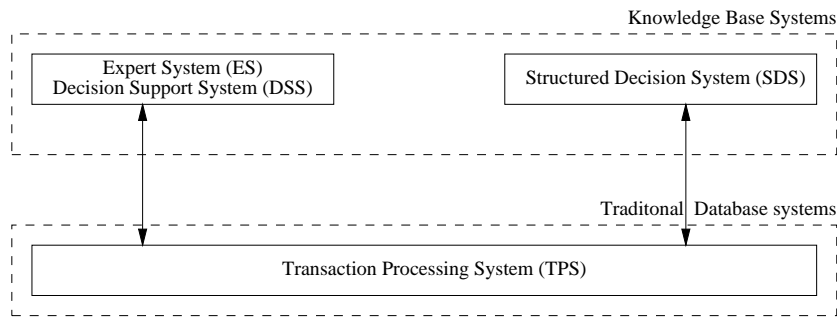 Knowledge Base Systems
Expert System (ES)
Decision Support System (DSS)
Structured Decision System (SDS)
Traditonal Database systems
Transaction Processing System (TPS)